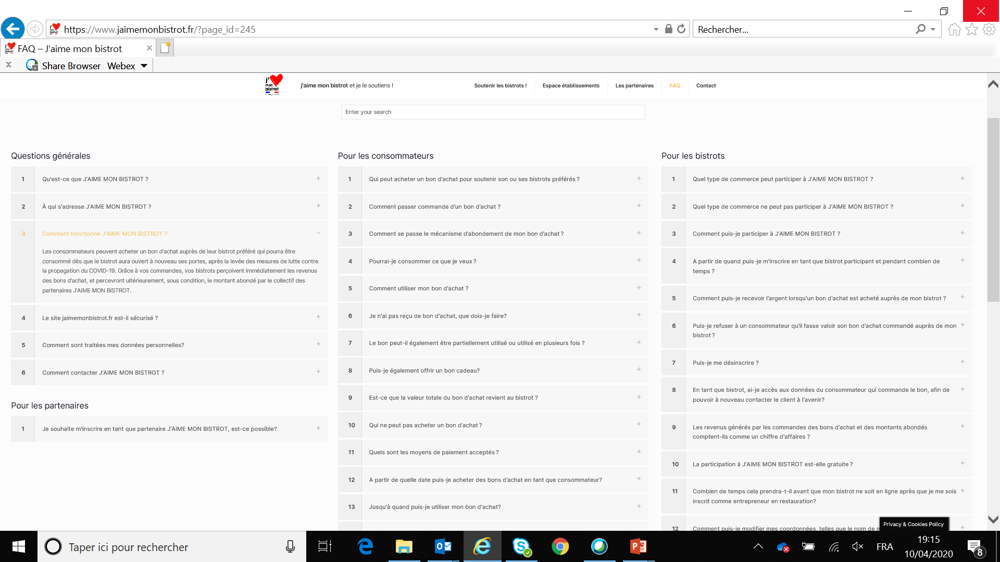 https://www.jaimemonbistrot.fr/?page_id=245
Rechercher...
FAQ – J'aime mon bistrot
x Share Browser Webex
j'
mon
bistrot
j'aime mon bistrot et je le soutiens !
Soutenir les bistrots !
Espace établissements
Les partenaires
FAQ
Contact
Enter your search
Questions générales
1 Qu'est-ce que J'AIME MON BISTROT ? +
2 À qui s'adresse J'AIME MON BISTROT ? +
3 Comment fonctionne J'AIME MON BISTROT ? −
Les consommateurs peuvent acheter un bon d'achat auprès de leur bistrot préféré qui pourra être
consommé dès que le bistrot aura ouvert à nouveau ses portes, après la levée des mesures de lutte contre
la propagation du COVID-19. Grâce à vos commandes, vos bistrots perçoivent immédiatement les revenus
des bons d'achat, et percevront ultérieurement, sous condition, le montant abondé par le collectif des
partenaires J'AIME MON BISTROT.
4 Le site jaimemonbistrot.fr est-il sécurisé ? +
5 Comment sont traitées mes données personnelles? +
6 Comment contacter J'AIME MON BISTROT ? +
Pour les partenaires
1 Je souhaite m'inscrire en tant que partenaire J'AIME MON BISTROT, est-ce possible? +
Pour les consommateurs
1 Qui peut acheter un bon d'achat pour soutenir son ou ses bistrots préférés ? +
2 Comment passer commande d'un bon d'achat ? +
3 Comment se passe le mécanisme d'abondement de mon bon d'achat ? +
4 Pourrai-je consommer ce que je veux ? +
5 Comment utiliser mon bon d'achat ? +
6 Je n'ai pas reçu de bon d'achat, que dois-je faire? +
7 Le bon peut-il également être partiellement utilisé ou utilisé en plusieurs fois ? +
8 Puis-je également offrir un bon cadeau? +
9 Est-ce que la valeur totale du bon d'achat revient au bistrot ? +
10 Qui ne peut pas acheter un bon d'achat ? +
11 Quels sont les moyens de paiement acceptés ? +
12 A partir de quelle date puis-je acheter des bons d'achat en tant que consommateur? +
13 Jusqu'à quand puis-je utiliser mon bon d'achat? +
Pour les bistrots
1 Quel type de commerce peut participer à J'AIME MON BISTROT ? +
2 Quel type de commerce ne peut pas participer à J'AIME MON BISTROT ? +
3 Comment puis-je participer à J'AIME MON BISTROT ? +
4 A partir de quand puis-je m'inscrire en tant que bistrot participant et pendant combien de +
temps ?
5 Comment puis-je recevoir l'argent lorsqu'un bon d'achat est acheté auprès de mon bistrot ? +
6 Puis-je refuser à un consommateur qu'il fasse valoir son bon d'achat commandé auprès de mon +
bistrot ?
7 Puis-je me désinscrire ? +
8 En tant que bistrot, ai-je accès aux données du consommateur qui commande le bon, afin de +
pouvoir à nouveau contacter le client à l'avenir?
9 Les revenus générés par les commandes des bons d'achat et des montants abondés +
comptent-ils comme un chiffre d'affaires ?
10 La participation à J'AIME MON BISTROT est-elle gratuite ? +
11 Combien de temps cela prendra-t-il avant que mon bistrot ne soit en ligne après que je me sois +
inscrit comme entrepreneur en restauration?
12 Comment puis-je modifier mes coordonnées, telles que le nom de +
Privacy & Cookies Policy
Taper ici pour rechercher
FRA
19:15
10/04/2020
8